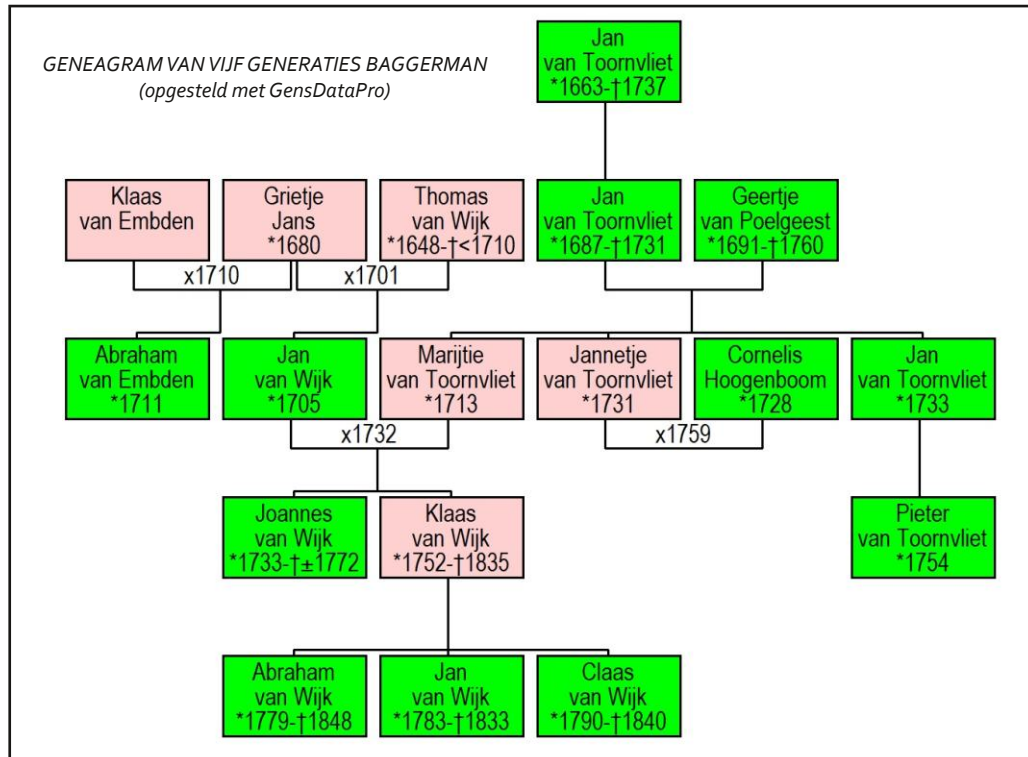 GENEAGRAM VAN VIJF GENERATIES BAGGERMAN
(opgesteld met GensDataPro)
Jan
van Toornvliet
*1663-†1737
Klaas
van Embden
Grietje
Jans
*1680
Thomas
van Wijk
*1648-†<1710
Jan
van Toornvliet
*1687-†1731
Geertje
van Poelgeest
*1691-†1760
x1710
x1701
Abraham
van Embden
*1711
Jan
van Wijk
*1705
Marijtie
van Toornvliet
*1713
Jannetje
van Toornvliet
*1731
Cornelis
Hoogenboom
*1728
Jan
van Toornvliet
*1733
x1732
x1759
Joannes
van Wijk
*1733-†±1772
Klaas
van Wijk
*1752-†1835
Pieter
van Toornvliet
*1754
Abraham
van Wijk
*1779-†1848
Jan
van Wijk
*1783-†1833
Claas
van Wijk
*1790-†1840